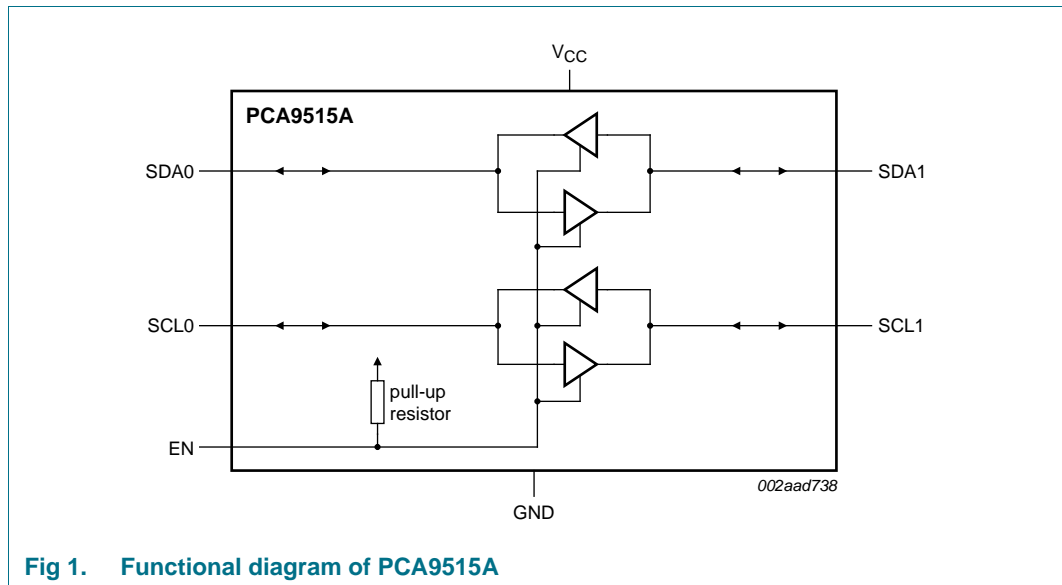 VCC
PCA9515A
SDA0
SDA1
SCL0
SCL1
pull-up
resistor
EN
002aad738
GND
Fig 1. Functional diagram of PCA9515A